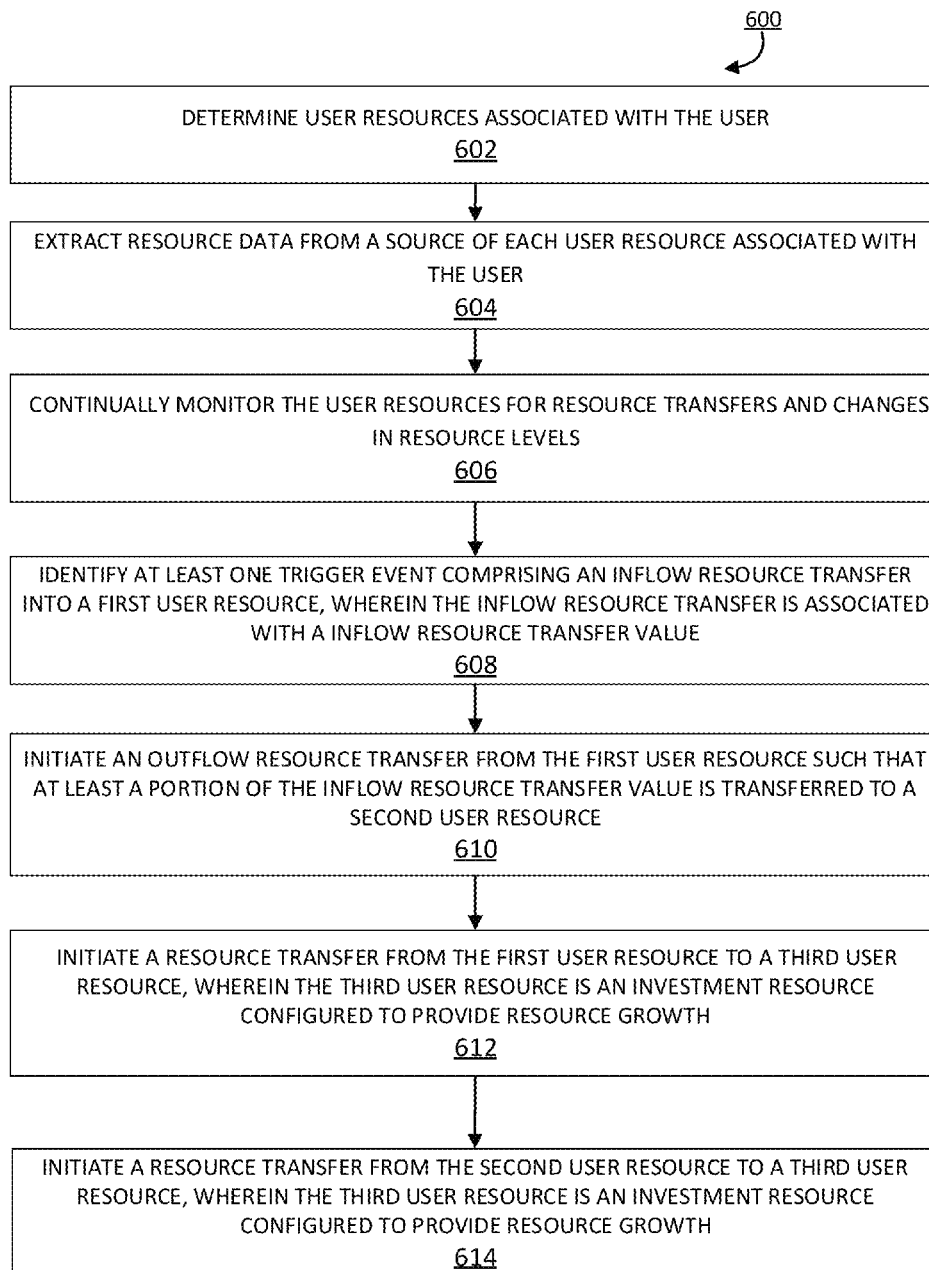 600
DETERMINE USER RESOURCES ASSOCIATED WITH THE USER
602
EXTRACT RESOURCE DATA FROM A SOURCE OF EACH USER RESOURCE ASSOCIATED WITH
THE USER
604
CONTINUALLY MONITOR THE USER RESOURCES FOR RESOURCE TRANSFERS AND CHANGES
IN RESOURCE LEVELS
606
IDENTIFY AT LEAST ONE TRIGGER EVENT COMPRISING AN INFLOW RESOURCE TRANSFER
INTO A FIRST USER RESOURCE, WHEREIN THE INFLOW RESOURCE TRANSFER IS ASSOCIATED
WITH A INFLOW RESOURCE TRANSFER VALUE
608
INITIATE AN OUTFLOW RESOURCE TRANSFER FROM THE FIRST USER RESOURCE SUCH THAT
AT LEAST A PORTION OF THE INFLOW RESOURCE TRANSFER VALUE IS TRANSFERRED TO A
SECOND USER RESOURCE
610
INITIATE A RESOURCE TRANSFER FROM THE FIRST USER RESOURCE TO A THIRD USER
RESOURCE, WHEREIN THE THIRD USER RESOURCE IS AN INVESTMENT RESOURCE
CONFIGURED TO PROVIDE RESOURCE GROWTH
612
INITIATE A RESOURCE TRANSFER FROM THE SECOND USER RESOURCE TO A THIRD USER
RESOURCE, WHEREIN THE THIRD USER RESOURCE IS AN INVESTMENT RESOURCE
CONFIGURED TO PROVIDE RESOURCE GROWTH
614